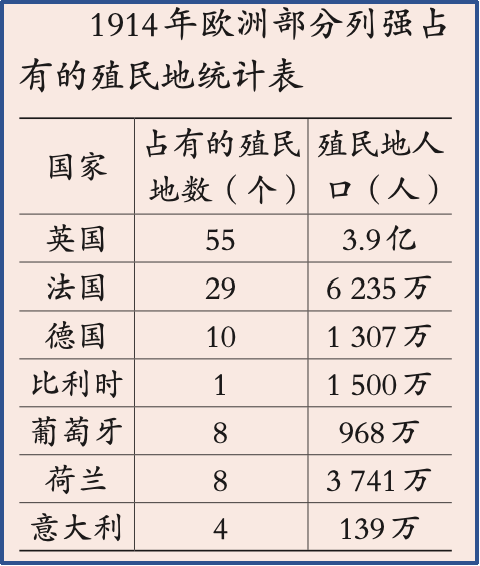 1914年欧洲部分列强占
有的殖民地统计表
国家 占有的殖民地数（个） 殖民地人口（人）
英国 55 3.9亿
法国 29 6 235万
德国 10 1 307万
比利时 1 1 500万
葡萄牙 8 968万
荷兰 8 3 741万
意大利 4 139万